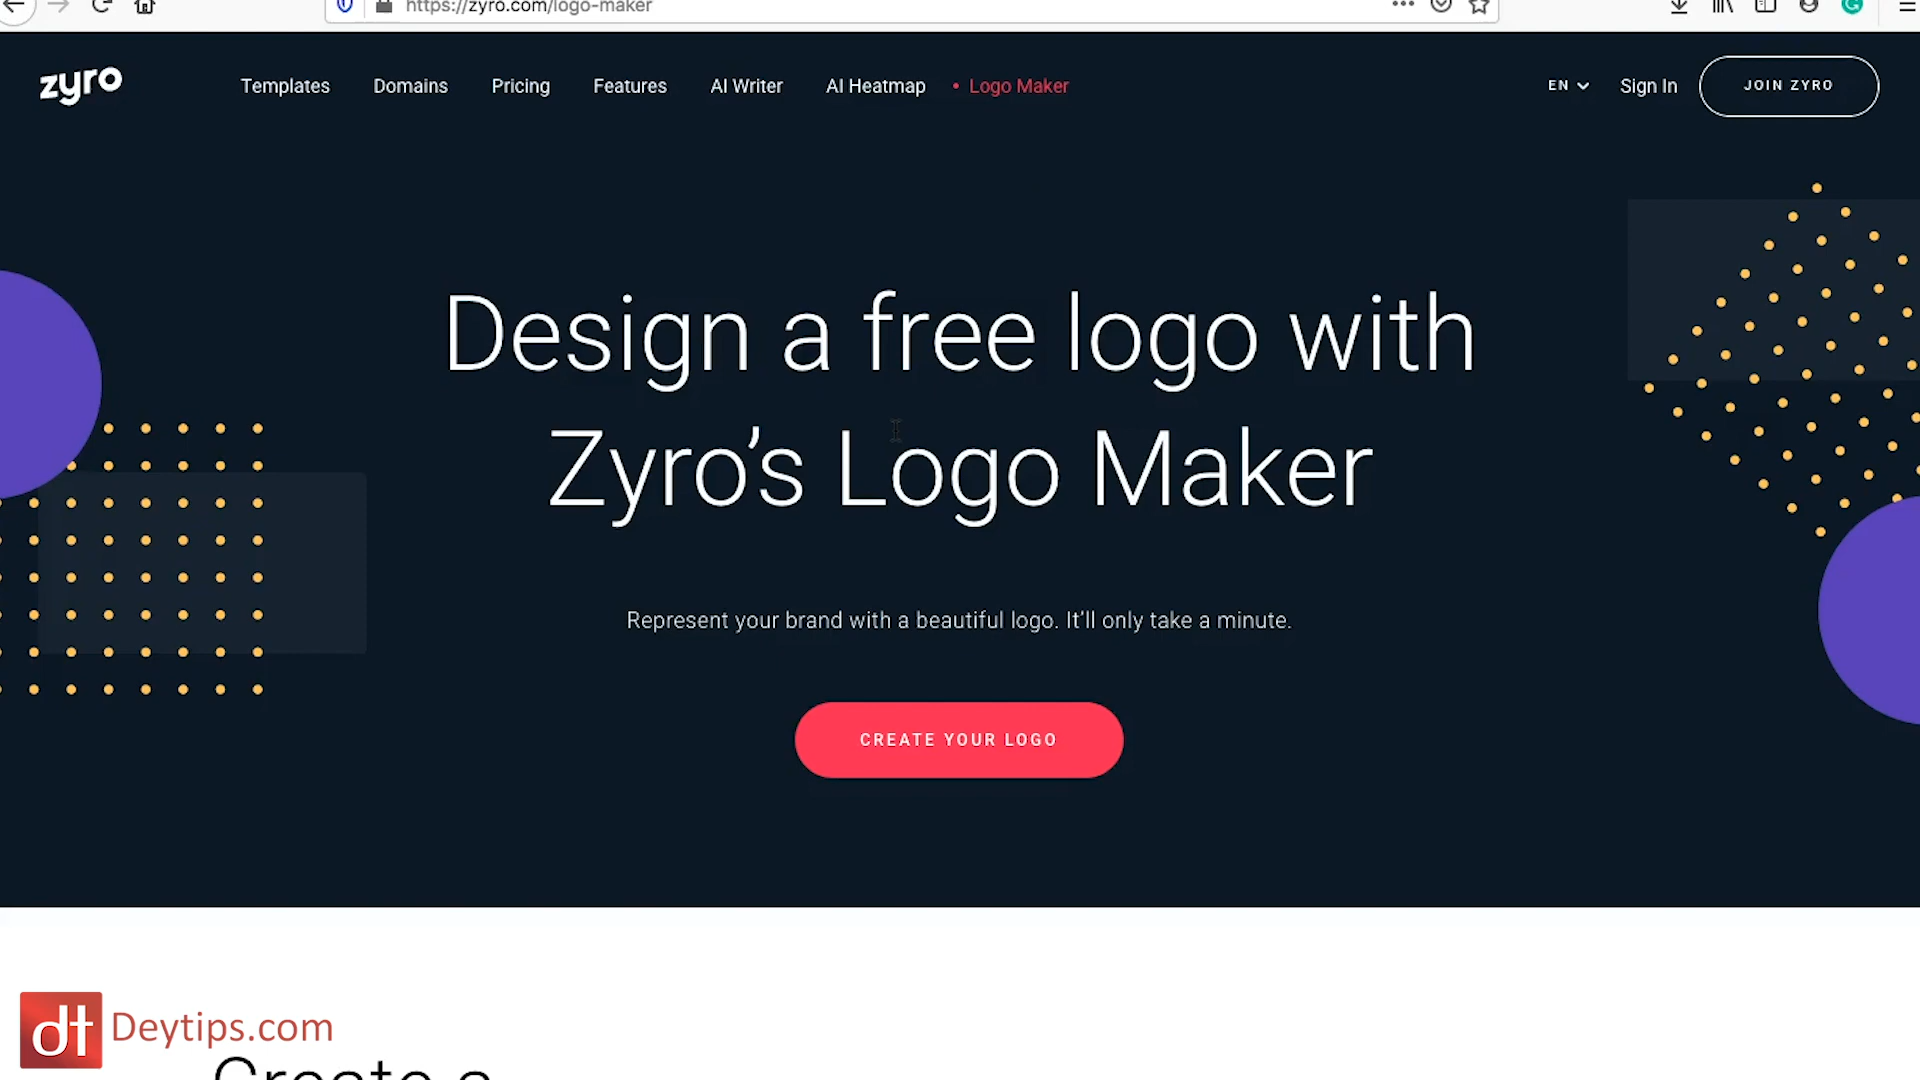 https://zyro.com/logo-maker
zyro Templates Domains Pricing Features AI Writer AI Heatmap • Logo Maker EN Sign In JOIN ZYRO
Design a free logo with
Zyro’s Logo Maker
Represent your brand with a beautiful logo. It’ll only take a minute.
CREATE YOUR LOGO
dt Deytips.com
Create a